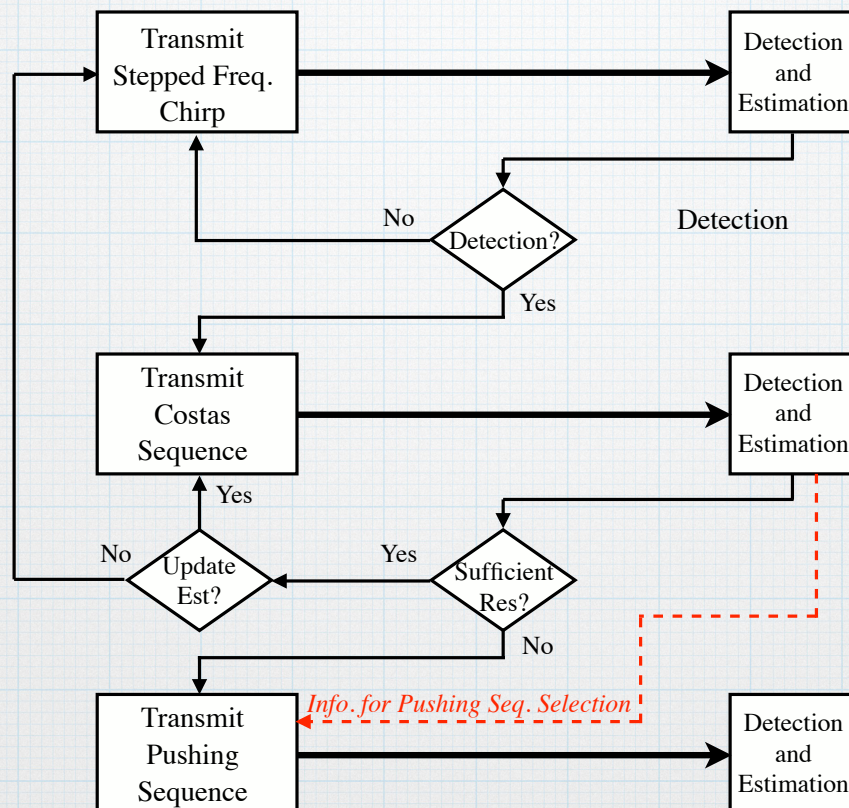 Transmit
Stepped Freq.
Chirp
Detection
and
Estimation
No
Detection?
Detection
Yes
Transmit
Costas
Sequence
Detection
and
Estimation
Yes
No
Update
Est?
Yes
Sufficient
Res?
No
Info. for Pushing Seq. Selection
Transmit
Pushing
Sequence
Detection
and
Estimation